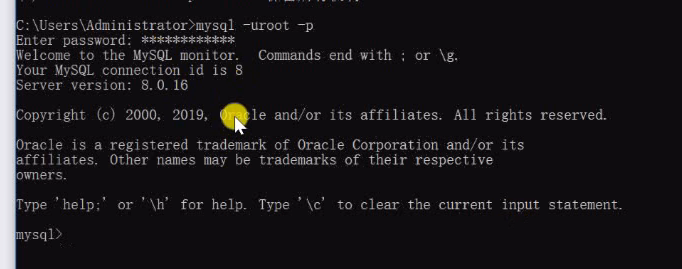 C:\Users\Administrator>mysql -uroot -p
Enter password: ************
Welcome to the MySQL monitor.  Commands end with ; or \g.
Your MySQL connection id is 8
Server version: 8.0.16
Copyright (c) 2000, 2019, Oracle and/or its affiliates. All rights reserved.
Oracle is a registered trademark of Oracle Corporation and/or its
affiliates. Other names may be trademarks of their respective
owners.
Type 'help;' or '\h' for help. Type '\c' to clear the current input statement.
mysql>